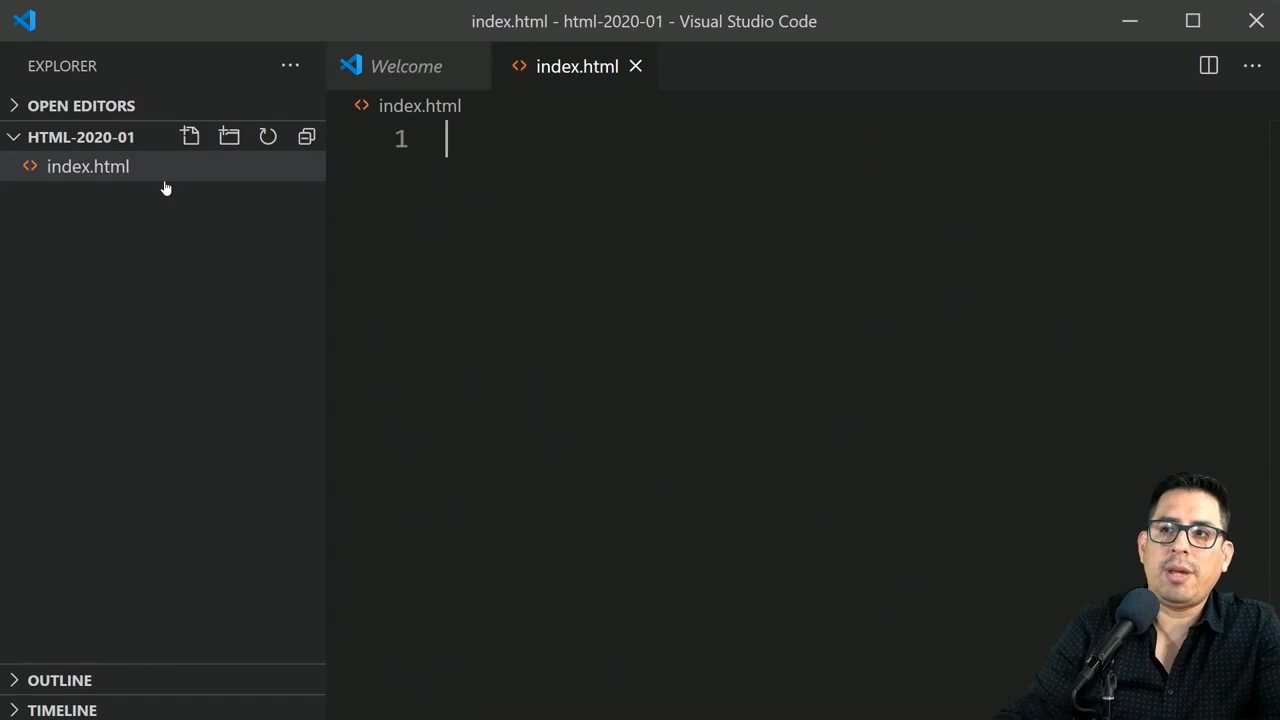 index.html - html-2020-01 - Visual Studio Code
EXPLORER
OPEN EDITORS
HTML-2020-01
index.html
OUTLINE
TIMELINE
Welcome
index.html
index.html
1